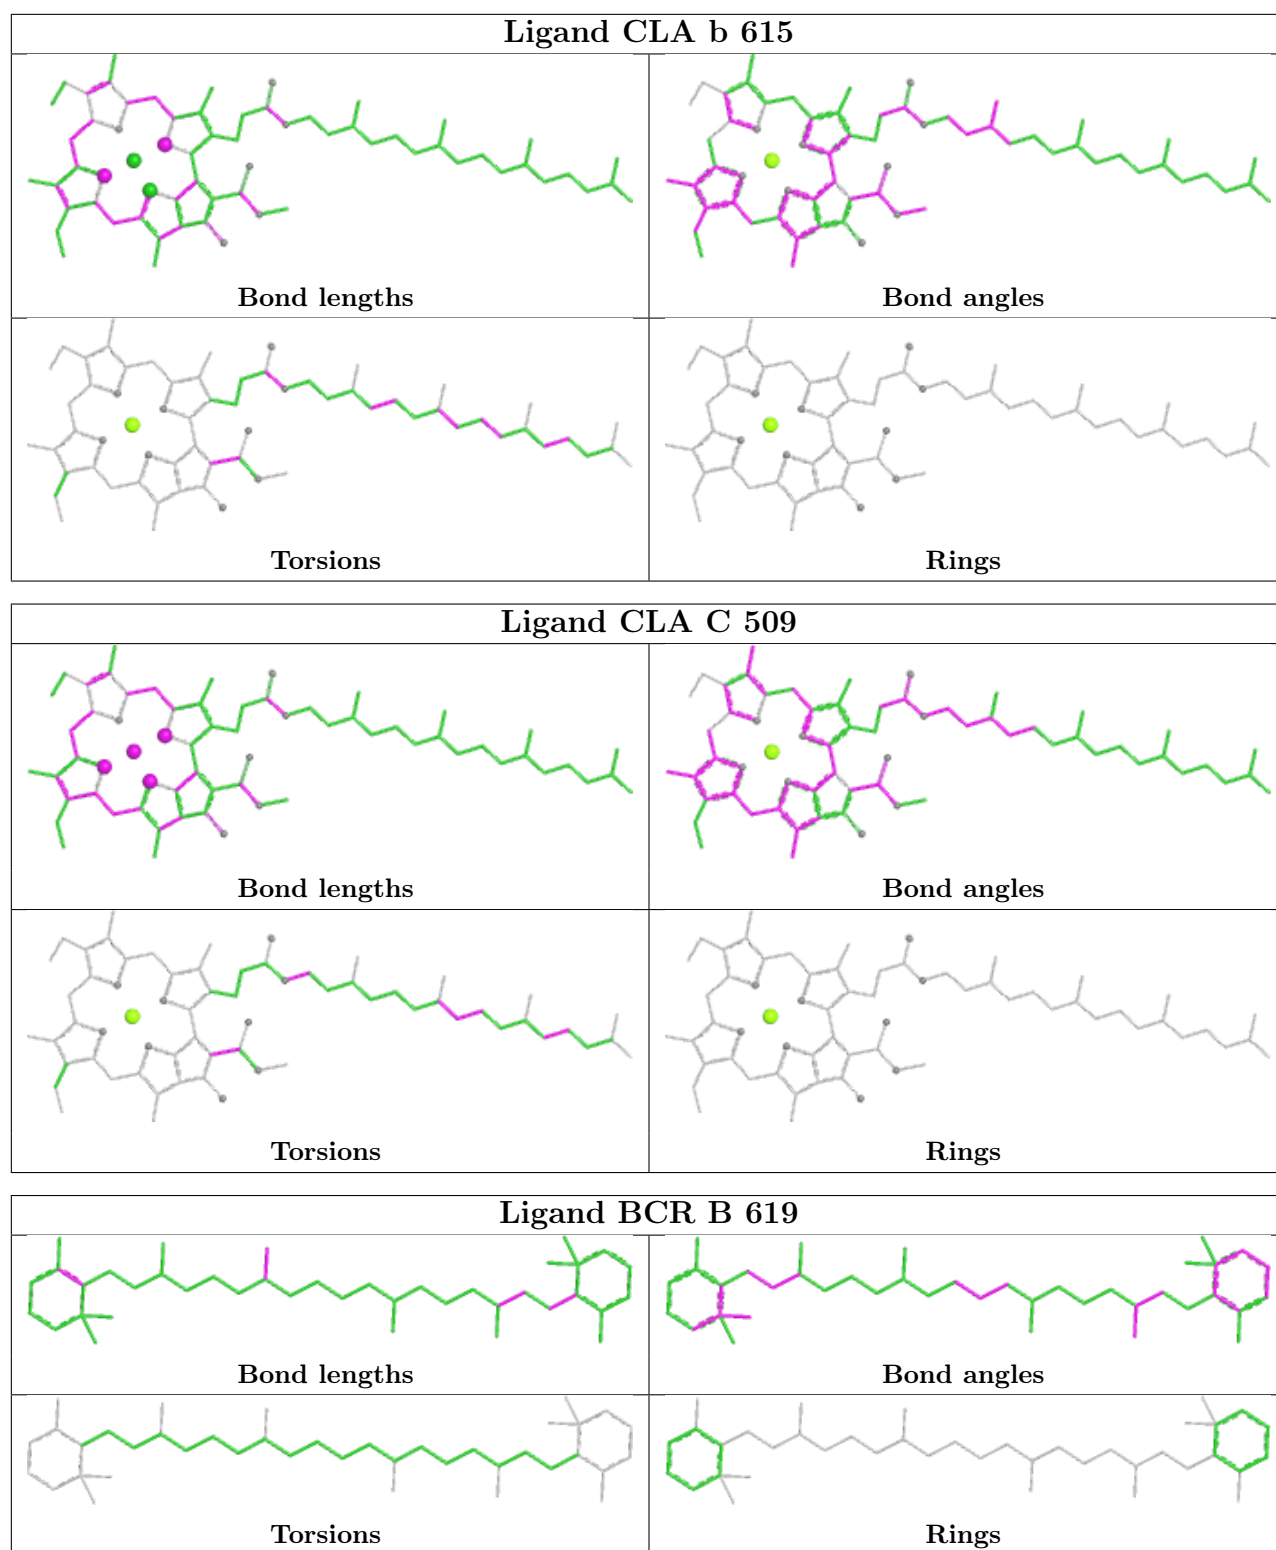 Ligand CLA b 615
Bond lengths
Bond angles
Torsions
Rings
Ligand CLA C 509
Bond lengths
Bond angles
Torsions
Rings
Ligand BCR B 619
Bond lengths
Bond angles
Torsions
Rings